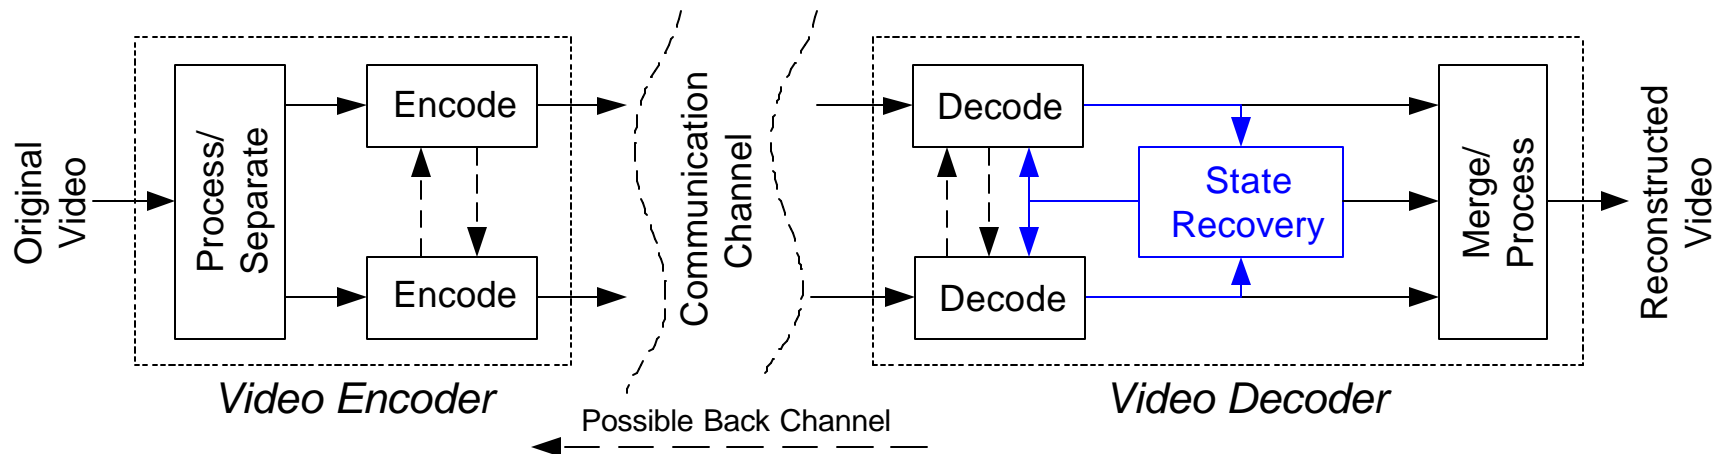 Original
Video
Process/
Separate
Encode
Encode
Video Encoder
Communication
Channel
Possible Back Channel
Decode
Decode
State
Recovery
Merge/
Process
Video Decoder
Reconstructed
Video